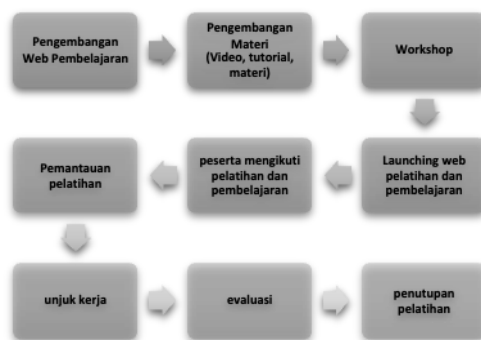 Pengembangan
Web Pembelajaran
Pengembangan
Materi
(Video, tutorial,
materi)
Workshop
Launching web
pelatihan dan
pembelajaran
peserta mengikuti
pelatihan dan
pembelajaran
Pemantauan
pelatihan
unjuk kerja
evaluasi
penutupan
pelatihan